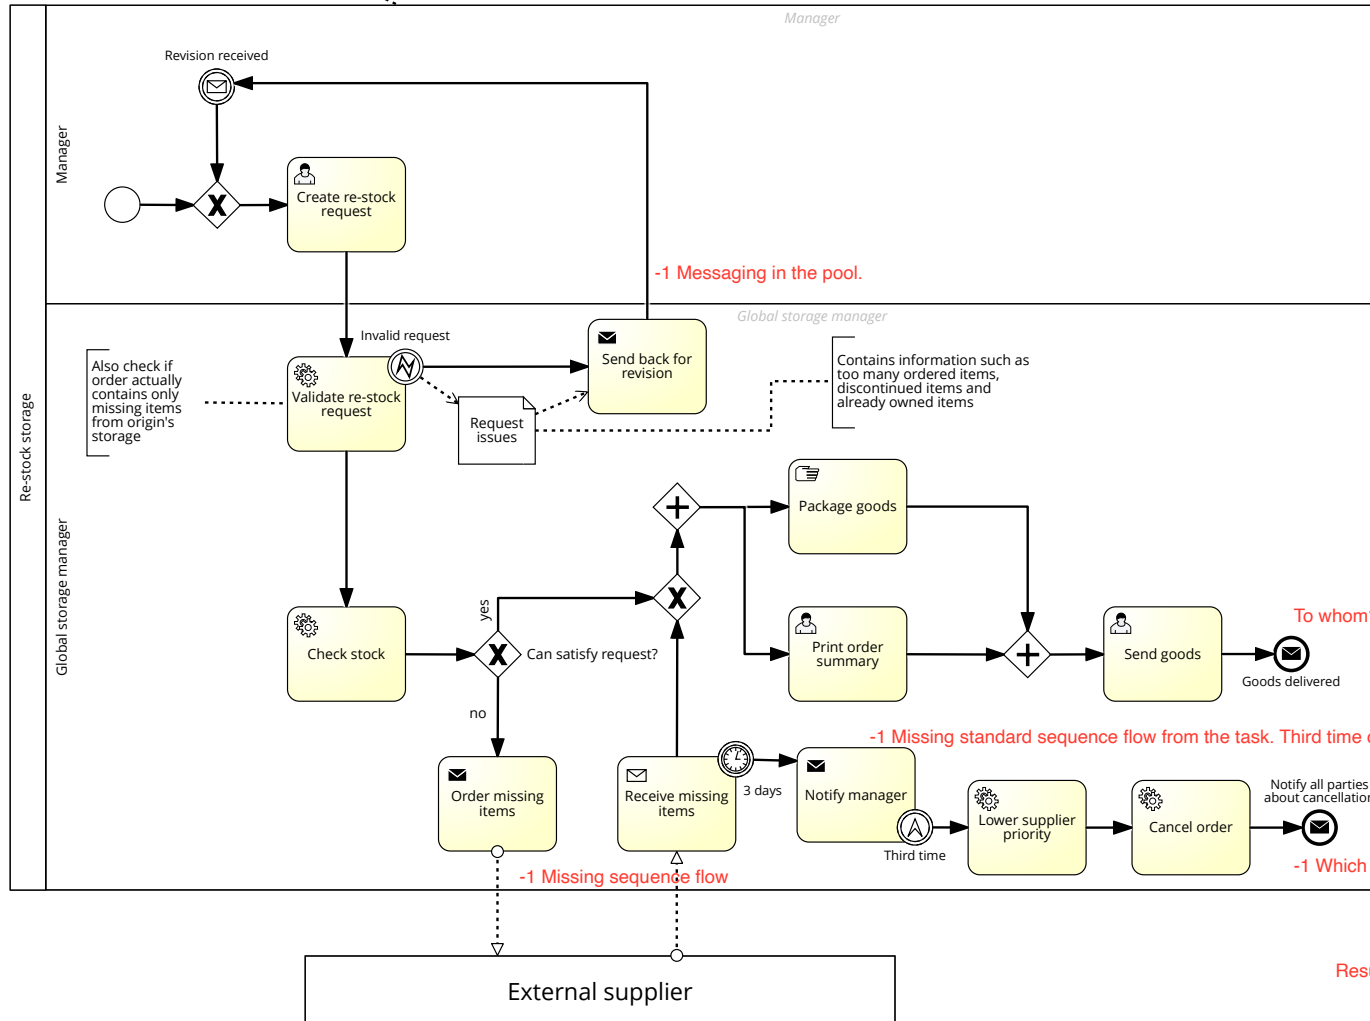 Manager
Revision received
Manager
Create re-stock
request
-1 Messaging in the pool.
Re-stock storage
Global storage manager
Global storage manager
Invalid request
Also check if
order actually
contains only
missing items
from origin's
storage
Validate re-stock
request
Send back for
revision
Request
issues
Contains information such as
too many ordered items,
discontinued items and
already owned items
Package goods
yes
Check stock
Can satisfy request?
no
Print order
summary
Send goods
To whom?
Goods delivered
-1 Missing standard sequence flow from the task. Third time
Order missing
items
Receive missing
items
3 days
Notify manager
Third time
Lower supplier
priority
Cancel order
Notify all parties
about cancellation
-1 Missing sequence flow
-1 Which
External supplier